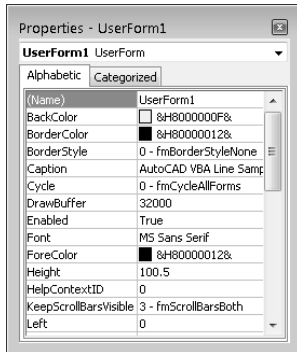 Properties - UserForm1
UserForm1 UserForm
Alphabetic Categorized
(Name) UserForm1
BackColor &H8000000F&
BorderColor &H80000012&
BorderStyle 0 - fmBorderStyleNone
Caption AutoCAD VBA Line Samp
Cycle 0 - fmCycleAllForms
DrawBuffer 32000
Enabled True
Font MS Sans Serif
ForeColor &H80000012&
Height 100.5
HelpContextID 0
KeepScrollBarsVisible 3 - fmScrollBarsBoth
Left 0